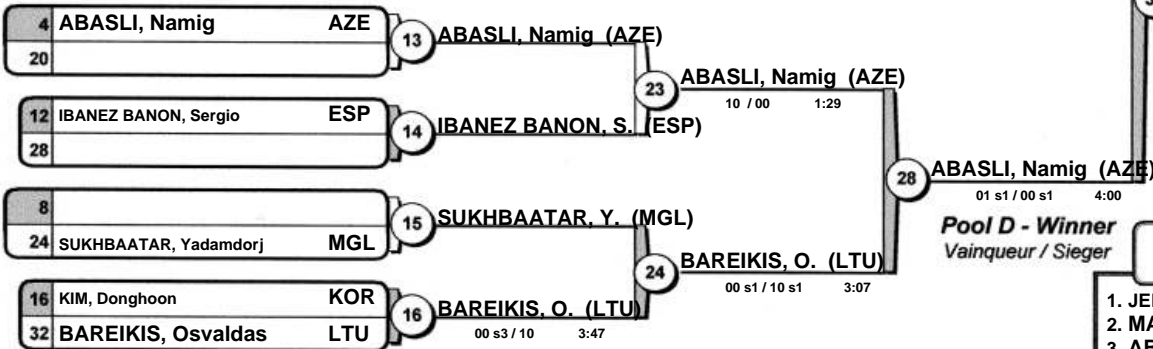 4 ABASLI, Namig AZE
20
13 ABASLI, Namig (AZE)
12 IBANEZ BANON, Sergio ESP
28
14 IBANEZ BANON, S. (ESP)
23 ABASLI, Namig (AZE)
10 / 00 1:29
8
24 SUKHBAATAR, Yadamdorj MGL
15 SUKHBAATAR, Y. (MGL)
16 KIM, Donghoon KOR
32 BAREIKIS, Osvaldas LTU
16 BAREIKIS, O. (LTU)
00 s3 / 10 3:47
24 BAREIKIS, O. (LTU)
00 s1 / 10 s1 3:07
28 ABASLI, Namig (AZE)
01 s1 / 00 s1 4:00
Pool D - Winner
Vainqueur / Sieger
1.
2.
3.